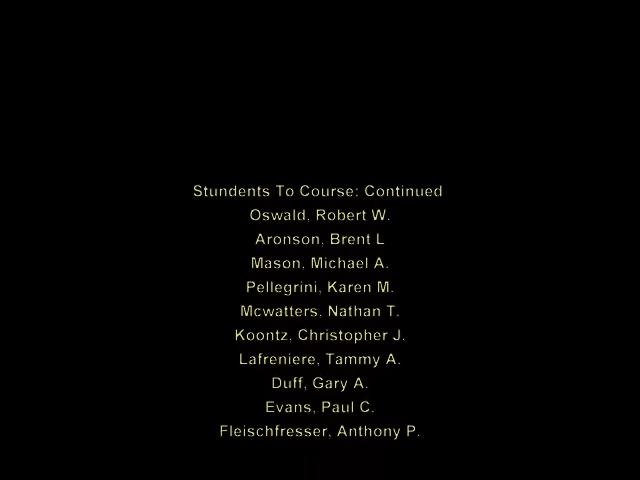 Stundents To Course: Continued
Oswald, Robert W.
Aronson, Brent L
Mason, Michael A.
Pellegrini, Karen M.
Mcwatters, Nathan T.
Koontz, Christopher J.
Lafreniere, Tammy A.
Duff, Gary A.
Evans, Paul C.
Fleischfresser, Anthony P.